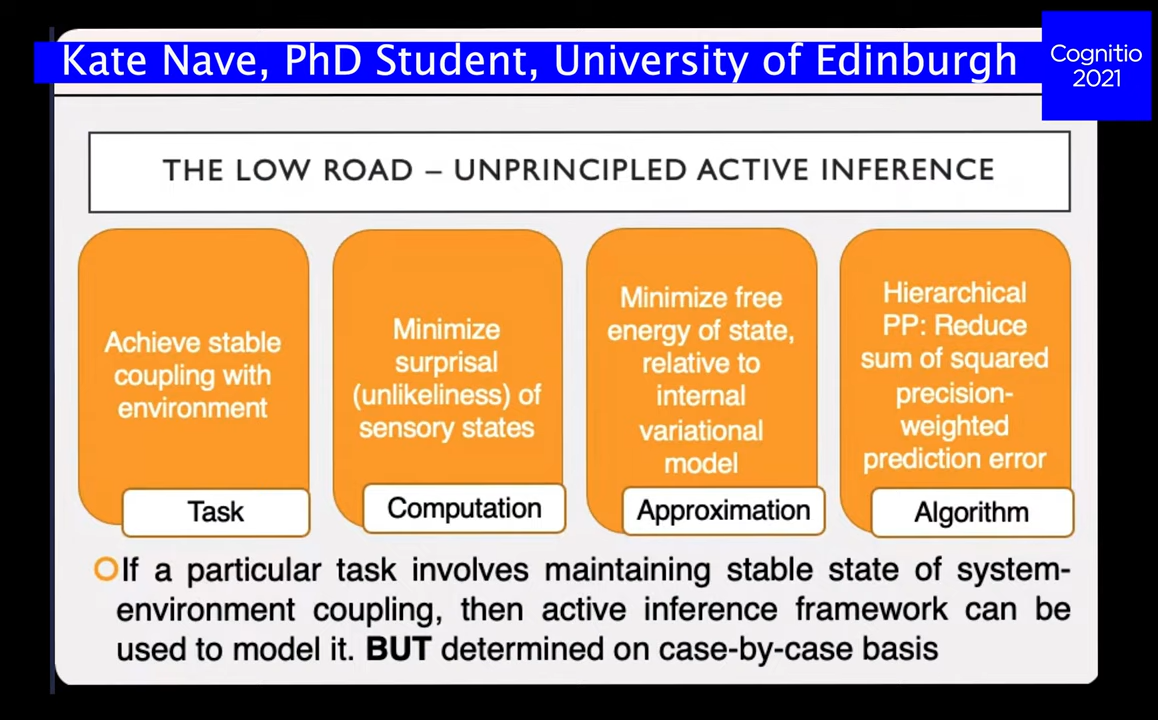 Kate Nave, PhD Student, University of Edinburgh
Cognitio
2021
THE LOW ROAD – UNPRINCIPLED ACTIVE INFERENCE
Achieve stable
coupling with
environment
Task
Minimize
surprisal
(unlikeliness) of
sensory states
Computation
Minimize free
energy of state,
relative to
internal
variational
model
Approximation
Hierarchical
PP: Reduce
sum of squared
precision-
weighted
prediction error
Algorithm
If a particular task involves maintaining stable state of system-
environment coupling, then active inference framework can be
used to model it. BUT determined on case-by-case basis